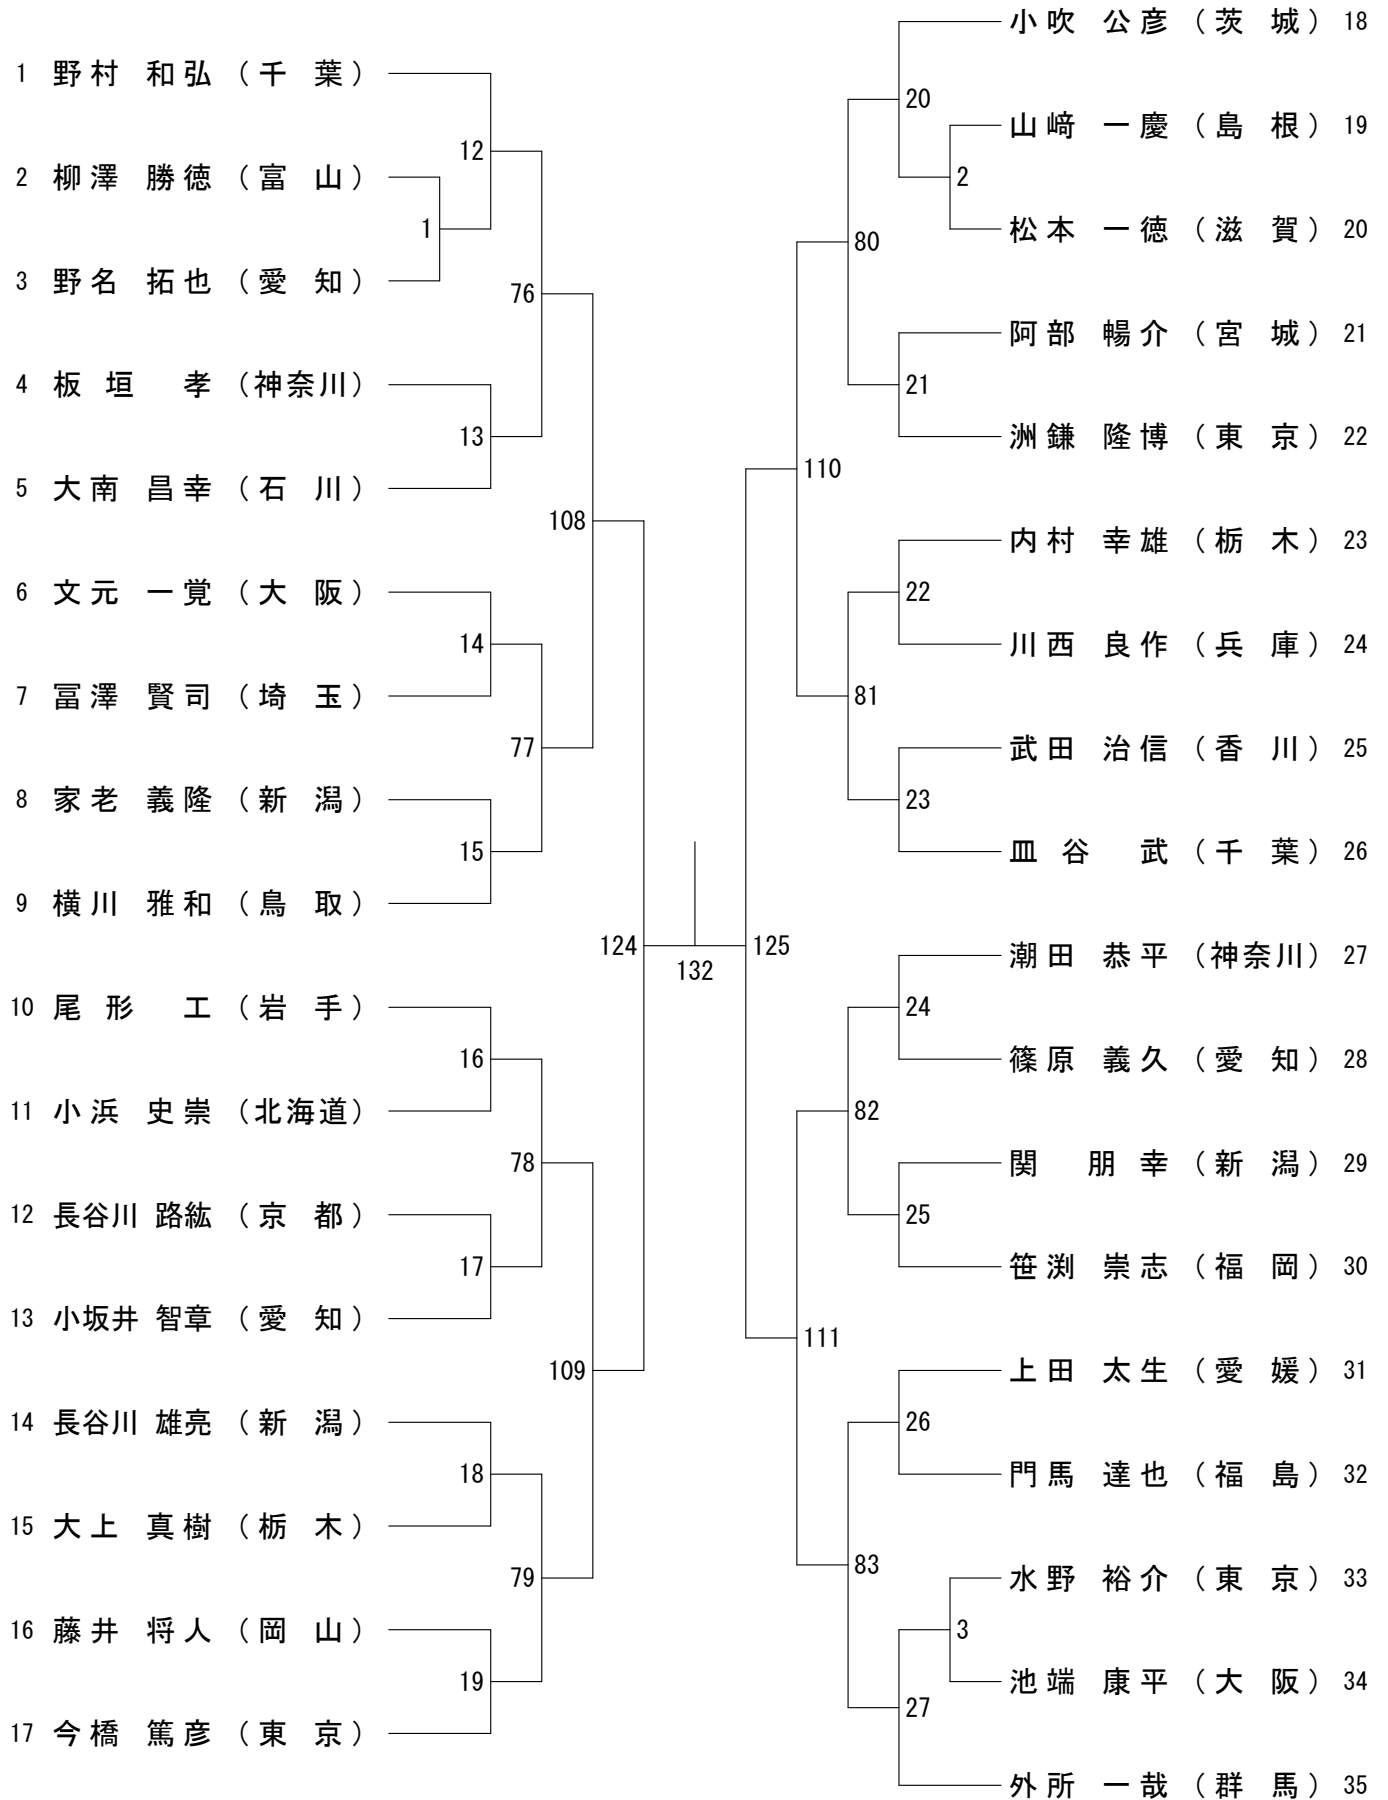 1 野村 和弘 (千 葉)
2 柳澤 勝徳 (富 山)
3 野名 拓也 (愛 知)
4 板垣 孝 (神奈川)
5 大南 昌幸 (石 川)
6 文元 一覚 (大 阪)
7 冨澤 賢司 (埼 玉)
8 家老 義隆 (新 潟)
9 横川 雅和 (鳥 取)
10 尾形 工 (岩 手)
11 小浜 史崇 (北海道)
12 長谷川 路紘 (京 都)
13 小坂井 智章 (愛 知)
14 長谷川 雄亮 (新 潟)
15 大上 真樹 (栃 木)
16 藤井 将人 (岡 山)
17 今橋 篤彦 (東 京)
1
12
13
14
15
16
17
18
19
76
77
78
79
108
109
124
132
125
110
111
80
81
82
83
20
21
22
23
24
25
26
27
2
3
小吹 公彦 (茨 城) 18
山﨑 一慶 (島 根) 19
松本 一徳 (滋 賀) 20
阿部 暢介 (宮 城) 21
洲鎌 隆博 (東 京) 22
内村 幸雄 (栃 木) 23
川西 良作 (兵 庫) 24
武田 治信 (香 川) 25
皿谷 武 (千 葉) 26
潮田 恭平 (神奈川) 27
篠原 義久 (愛 知) 28
関 朋幸 (新 潟) 29
笹渕 崇志 (福 岡) 30
上田 太生 (愛 媛) 31
門馬 達也 (福 島) 32
水野 裕介 (東 京) 33
池端 康平 (大 阪) 34
外所 一哉 (群 馬) 35